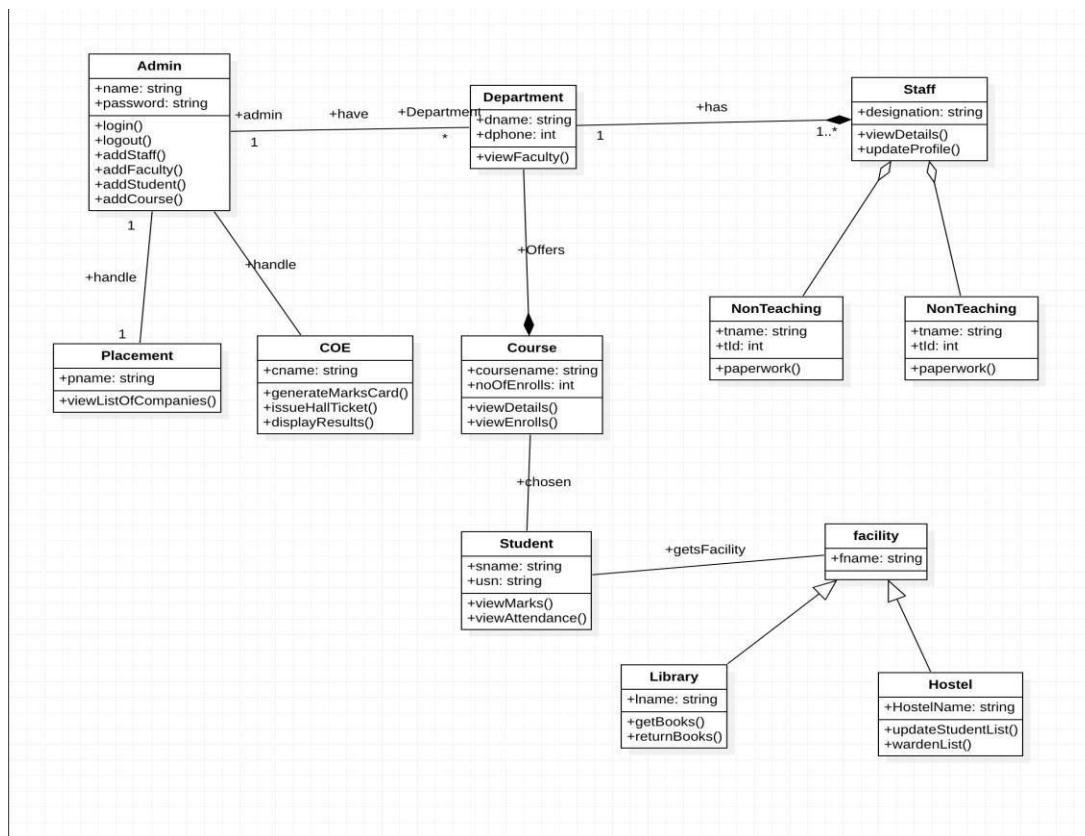 Admin
+name: string
+password: string
+login()
+logout()
+addStaff()
+addFaculty()
+addStudent()
+addCourse()
+admin
1
+have
+Department
*
Department
+dname: string
+dphone: int
+viewFaculty()
+has
1
1..*
Staff
+designation: string
+viewDetails()
+updateProfile()
1
+handle
1
+handle
+Offers
NonTeaching
+tname: string
+tId: int
+paperwork()
NonTeaching
+tname: string
+tId: int
+paperwork()
Placement
+pname: string
+viewListOfCompanies()
COE
+cname: string
+generateMarksCard()
+issueHallTicket()
+displayResults()
Course
+coursename: string
+noOfEnrolls: int
+viewDetails()
+viewEnrolls()
+chosen
Student
+sname: string
+usn: string
+viewMarks()
+viewAttendance()
+getsFacility
facility
+fname: string
Library
+lname: string
+getBooks()
+returnBooks()
Hostel
+HostelName: string
+updateStudentList()
+wardenList()